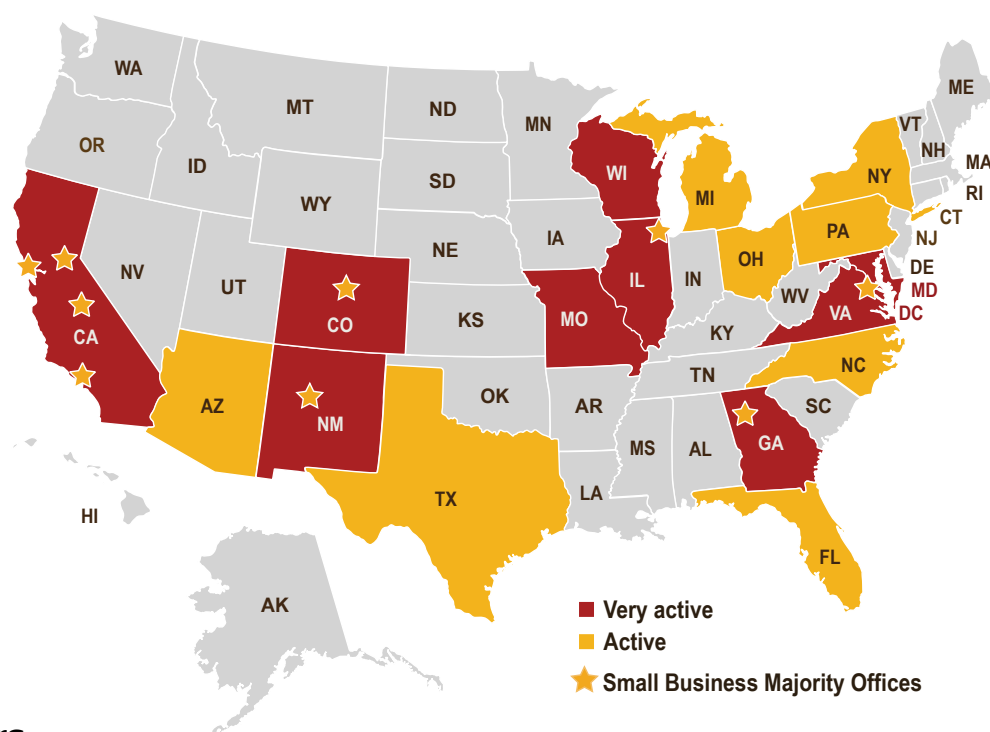 WA
MT
ND
MN
ME
VT
NH
MA
OR
ID
SD
WI
MI
NY
RI
WY
CT
IA
PA
NJ
NE
OH
NV
UT
IL
IN
DE
WV
MD
CO
KS
MO
VA
DC
CA
KY
NC
TN
AZ
NM
OK
AR
SC
GA
MS
AL
TX
LA
HI
FL
AK
Very active
Active
Small Business Majority Offices